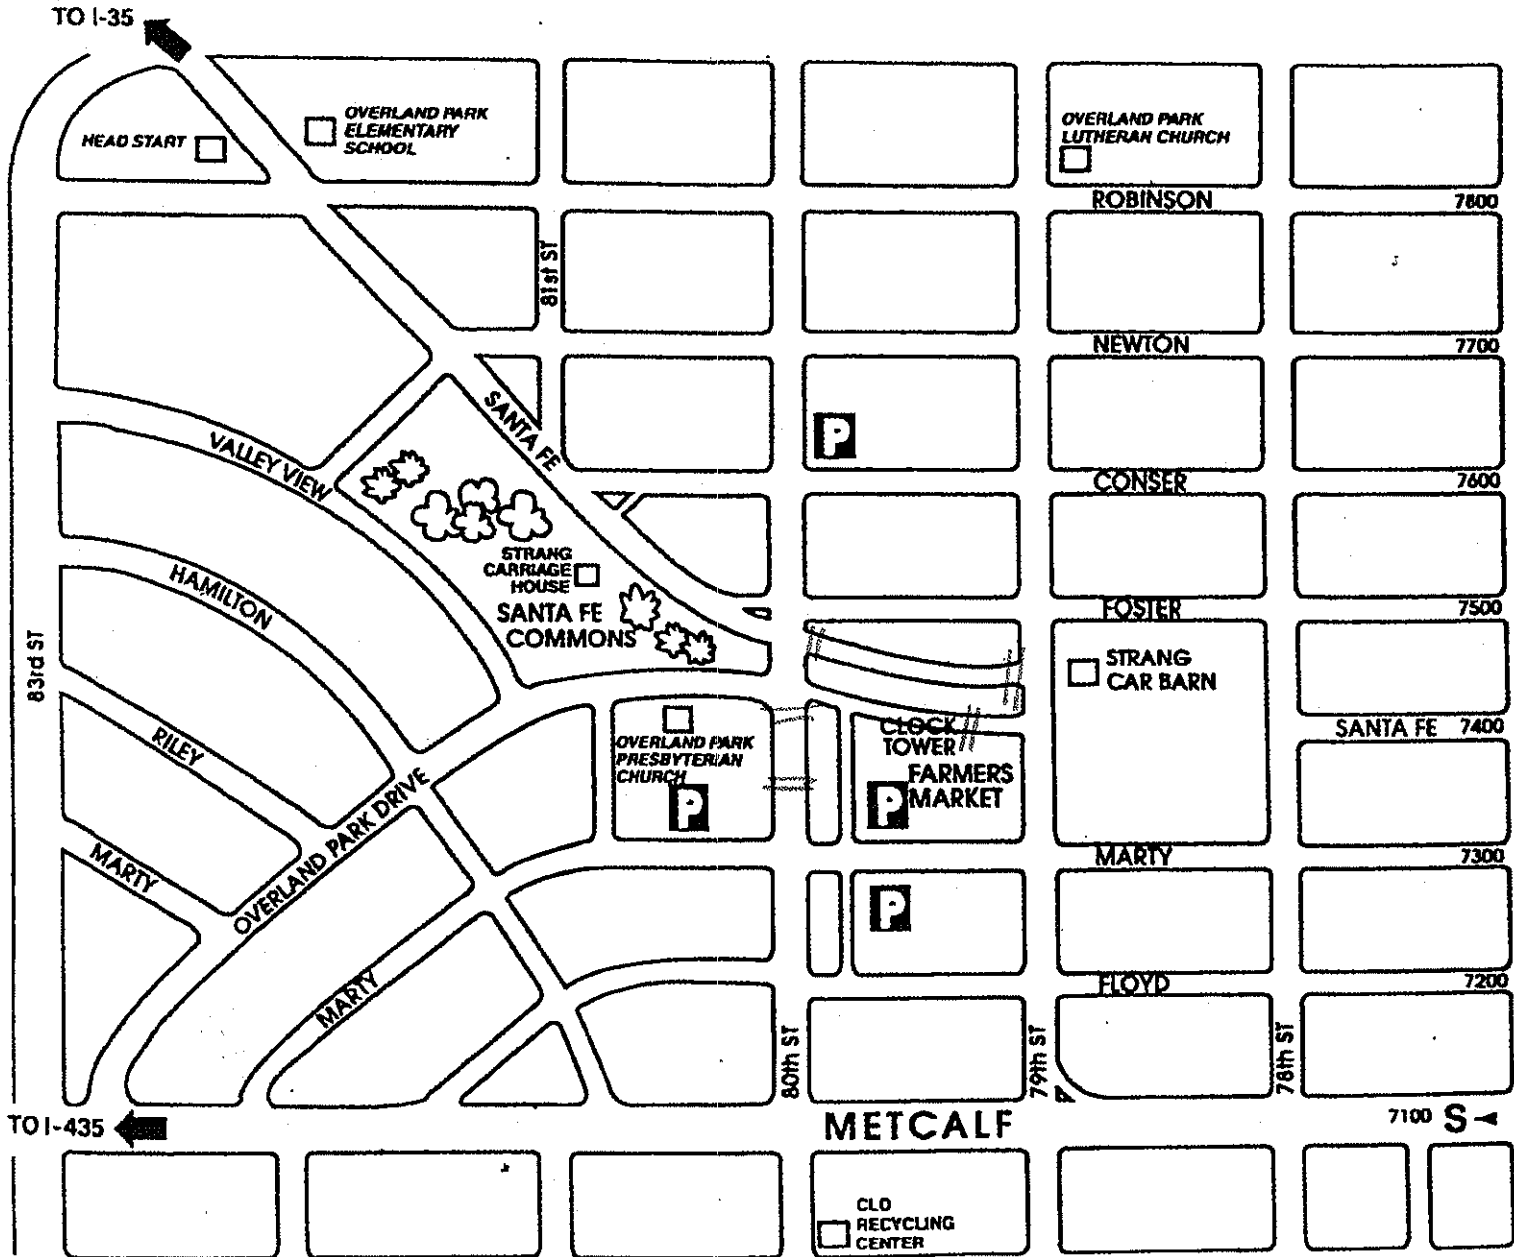 TO I-35
HEAD START
OVERLAND PARK
ELEMENTARY
SCHOOL
OVERLAND PARK
LUTHERAN CHURCH
ROBINSON
7800
81st ST
NEWTON
7700
SANTA FE
P
VALLEY VIEW
CONSER
7600
STRANG
CARRIAGE
HOUSE
SANTA FE
COMMONS
HAMILTON
FOSTER
7500
83rd ST
STRANG
CAR BARN
SANTA FE 7400
RILEY
OVERLAND PARK
PRESBYTERIAN
CHURCH
P
CLOCK
TOWER
FARMERS
MARKET
P
OVERLAND PARK DRIVE
MARTY
MARTY
7300
P
MARTY
FLOYD
7200
80th ST
79th ST
78th ST
TO I-435
METCALF
7100 S
CLO
RECYCLING
CENTER